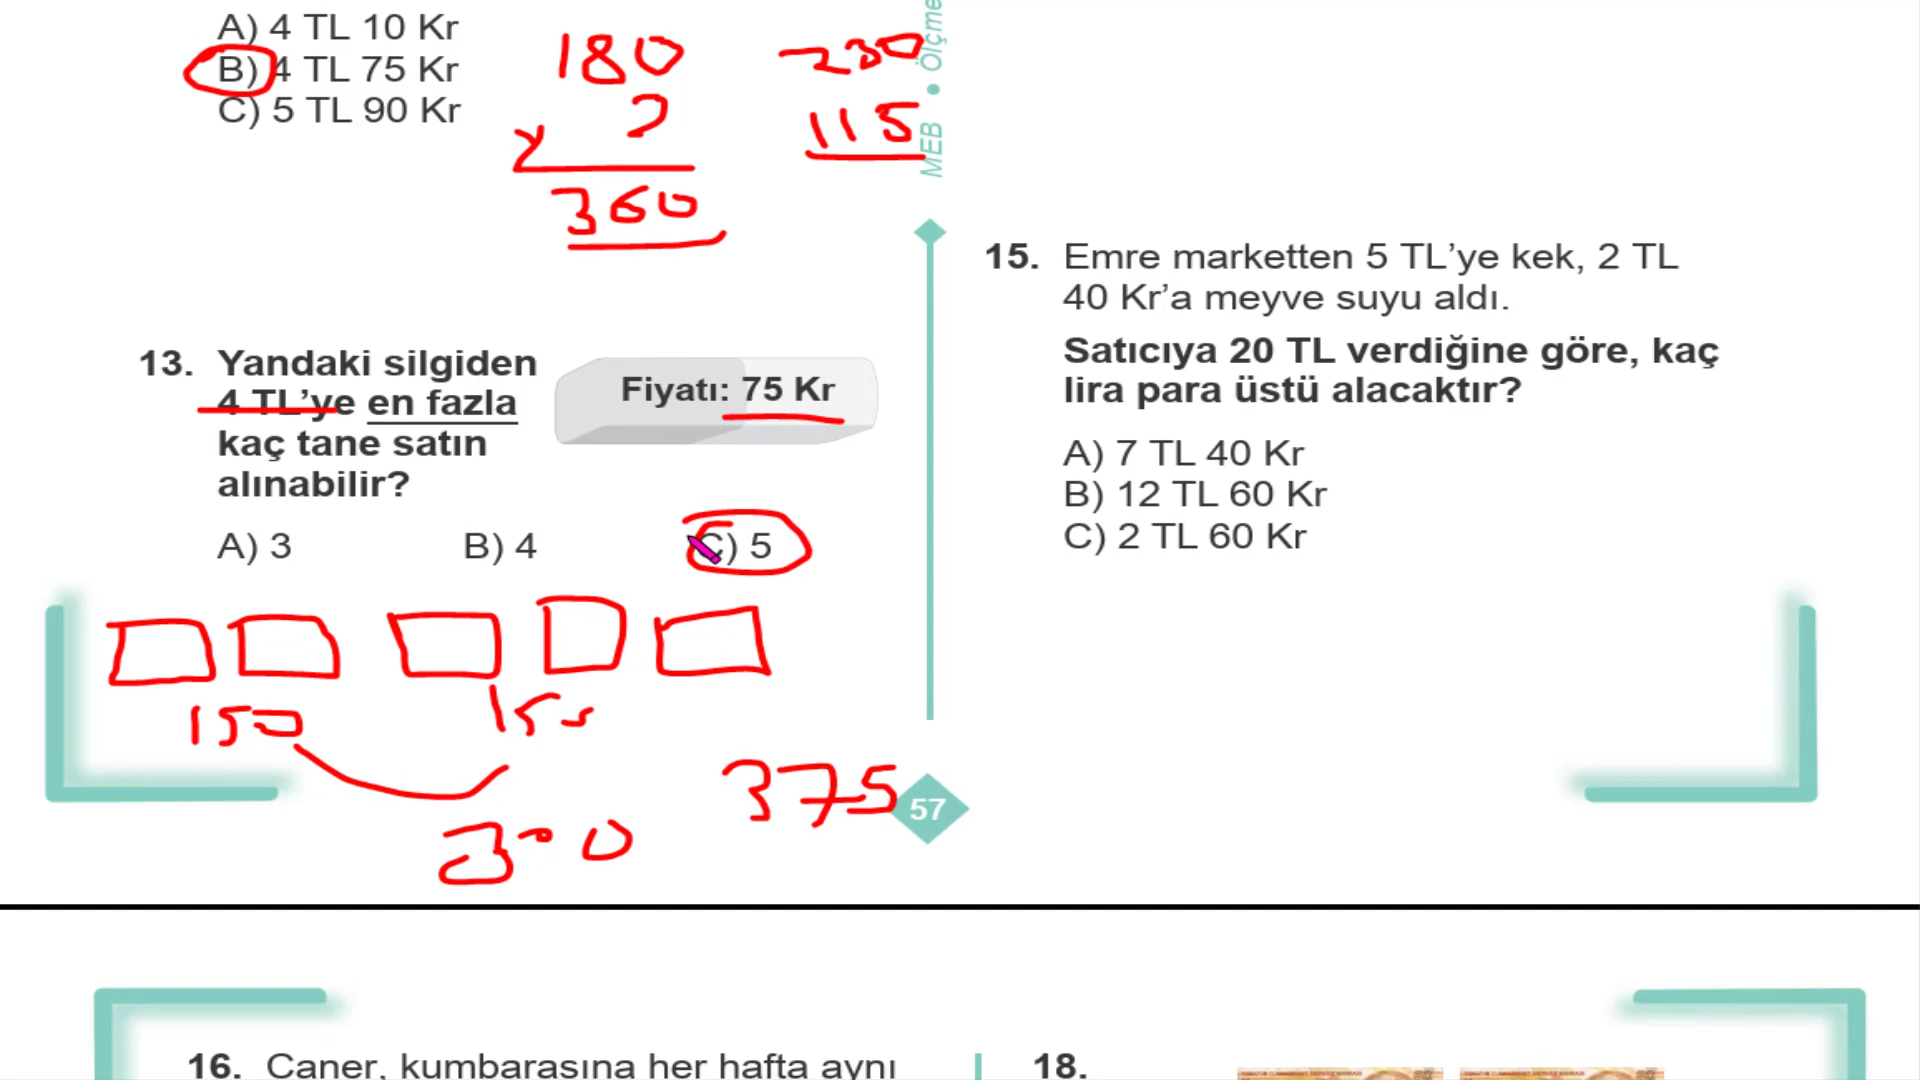 A) 4 TL 10 Kr
B) 4 TL 75 Kr
C) 5 TL 90 Kr
180
x 2
360
230
115
MEB • Ölçme
13. Yandaki silgiden
4 TL’ye en fazla
kaç tane satın
alınabilir?
Fiyatı: 75 Kr
A) 3 B) 4 C) 5
150 150
300
375
15. Emre marketten 5 TL’ye kek, 2 TL
40 Kr’a meyve suyu aldı.
Satıcıya 20 TL verdiğine göre, kaç
lira para üstü alacaktır?
A) 7 TL 40 Kr
B) 12 TL 60 Kr
C) 2 TL 60 Kr
57
16. Caner, kumbarasına her hafta aynı
18.